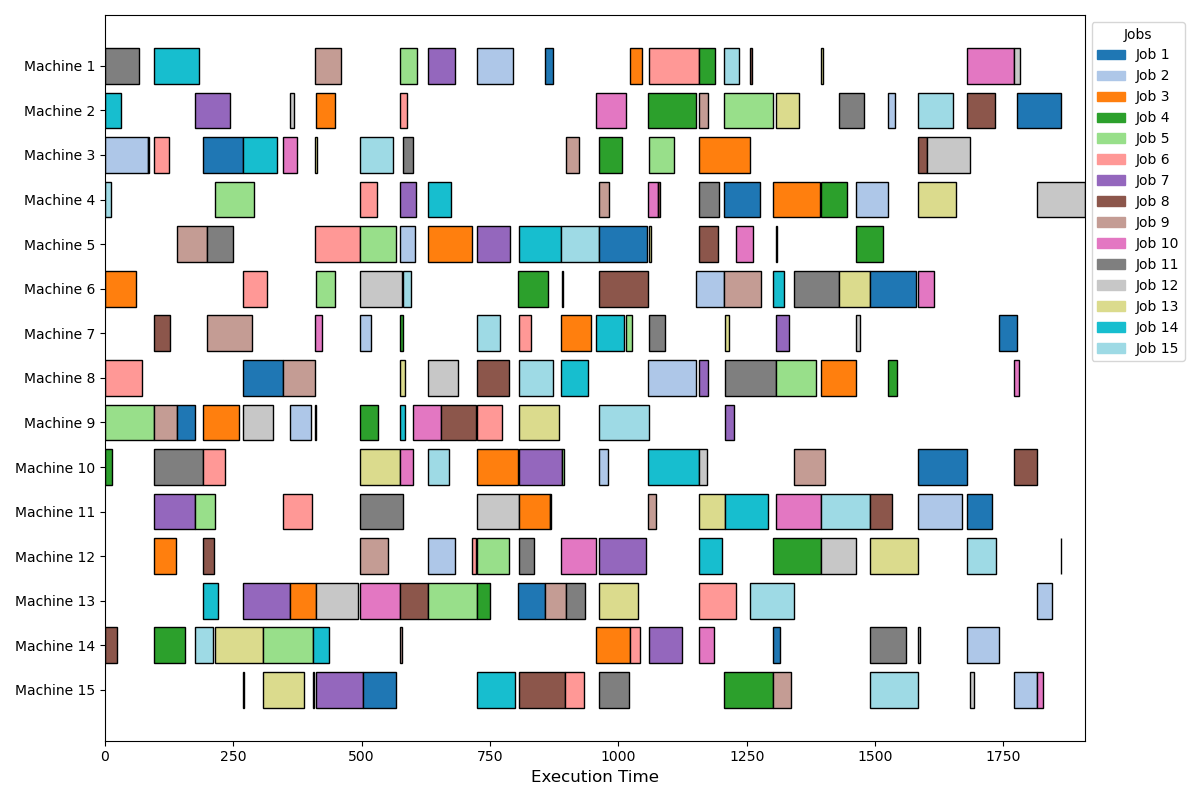 Machine 1
Machine 2
Machine 3
Machine 4
Machine 5
Machine 6
Machine 7
Machine 8
Machine 9
Machine 10
Machine 11
Machine 12
Machine 13
Machine 14
Machine 15
0 250 500 750 1000 1250 1500 1750
Execution Time
Jobs
Job 1
Job 2
Job 3
Job 4
Job 5
Job 6
Job 7
Job 8
Job 9
Job 10
Job 11
Job 12
Job 13
Job 14
Job 15